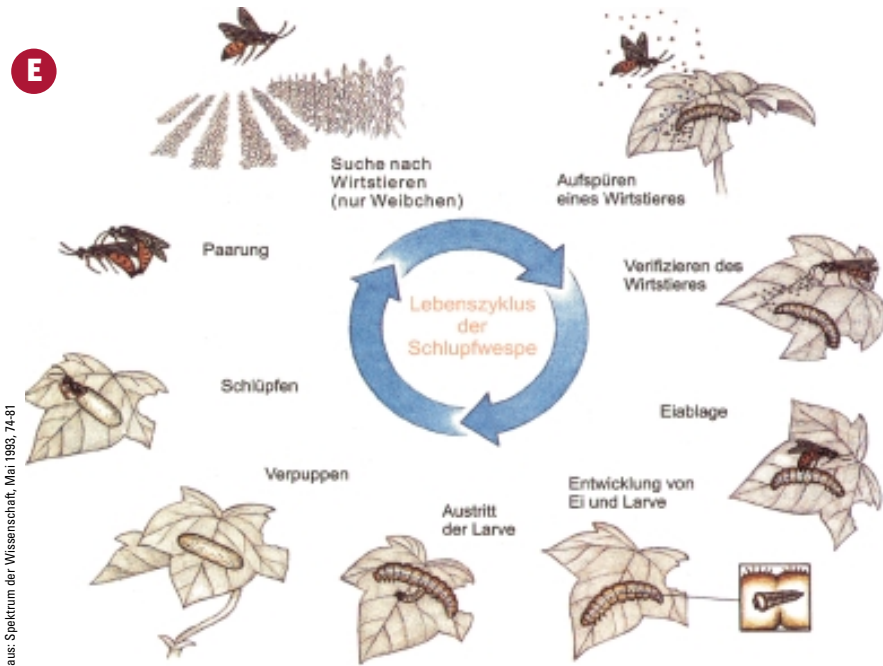 E
Suche nach
Wirtstieren
(nur Weibchen)
Aufspüren
eines Wirtstieres
Verifizieren des
Wirtstieres
Eiablage
Entwicklung von
Ei und Larve
Austritt
der Larve
Verpuppen
Schlüpfen
Paarung
Lebenszyklus
der
Schlupfwespe
aus: Spektrum der Wissenschaft, Mai 1993, 74-81